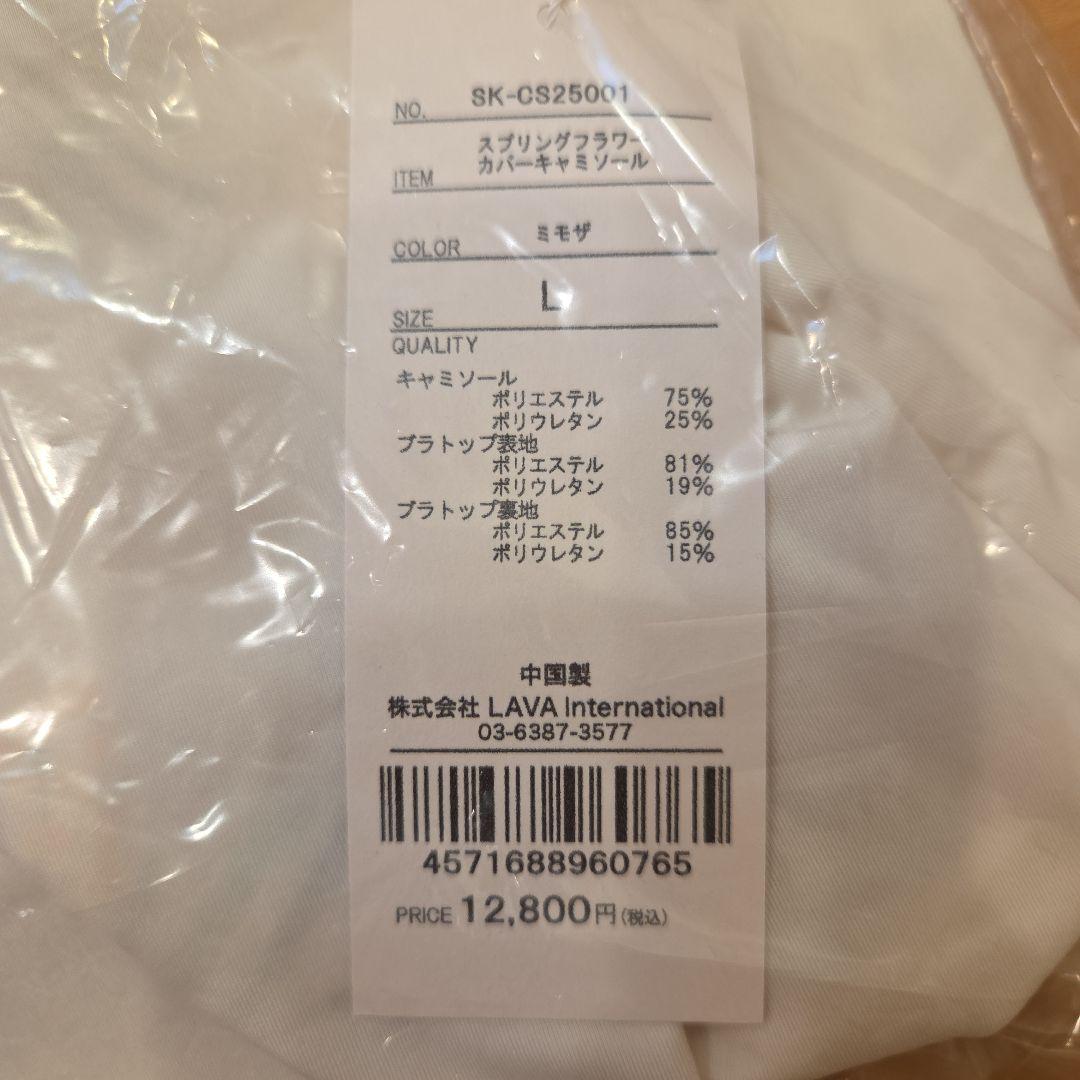 NO. SK-CS25001
スプリングフラワー
カバーキャミソール
ITEM
COLOR ミモザ
SIZE L
QUALITY
キャミソール
ポリエステル 75%
ポリウレタン 25%
ブラトップ表地
ポリエステル 81%
ポリウレタン 19%
ブラトップ裏地
ポリエステル 85%
ポリウレタン 15%
中国製
株式会社 LAVA International
03-6387-3577
4571688960765
PRICE 12,800円(税込)